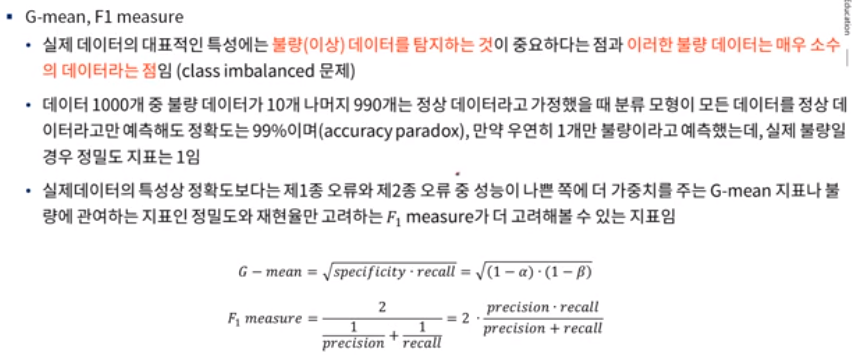 Education
▪ G-mean, F1 measure
• 실제 데이터의 대표적인 특성에는 불량(이상) 데이터를 탐지하는 것이 중요하다는 점과 이러한 불량 데이터는 매우 소수
의 데이터라는 점임 (class imbalanced 문제)
• 데이터 1000개 중 불량 데이터가 10개 나머지 990개는 정상 데이터라고 가정했을 때 분류 모형이 모든 데이터를 정상 데
이터라고만 예측해도 정확도는 99%이며(accuracy paradox), 만약 우연히 1개만 불량이라고 예측했는데, 실제 불량일
경우 정밀도 지표는 1임
• 실제데이터의 특성상 정확도보다는 제1종 오류와 제2종 오류 중 성능이 나쁜 쪽에 더 가중치를 주는 G-mean 지표나 불
량에 관여하는 지표인 정밀도와 재현율만 고려하는 F₁ measure가 더 고려해볼 수 있는 지표임
G − mean = √(specificity · recall) = √((1 − α) · (1 − β))
F₁ measure = 2 / (1/precision + 1/recall) = 2 · (precision · recall) / (precision + recall)